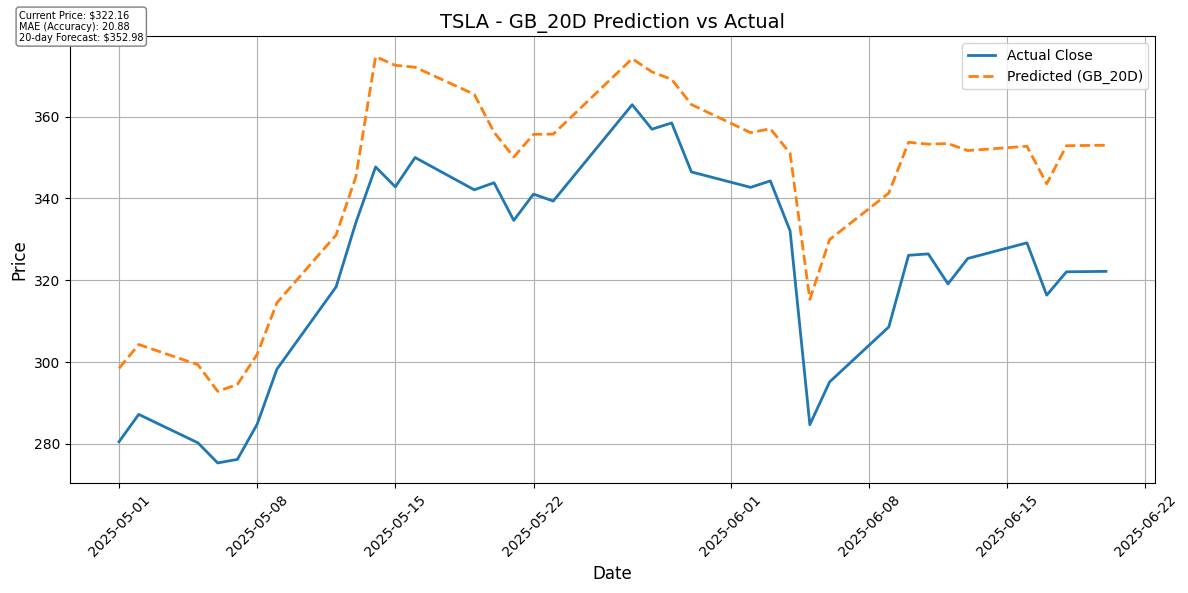 TSLA - GB_20D Prediction vs Actual
Current Price: $322.16
MAE (Accuracy): 20.88
20-day Forecast: $352.98
Actual Close
Predicted (GB_20D)
Price
360
340
320
300
280
2025-05-01
2025-05-08
2025-05-15
2025-05-22
2025-06-01
2025-06-08
2025-06-15
2025-06-22
Date